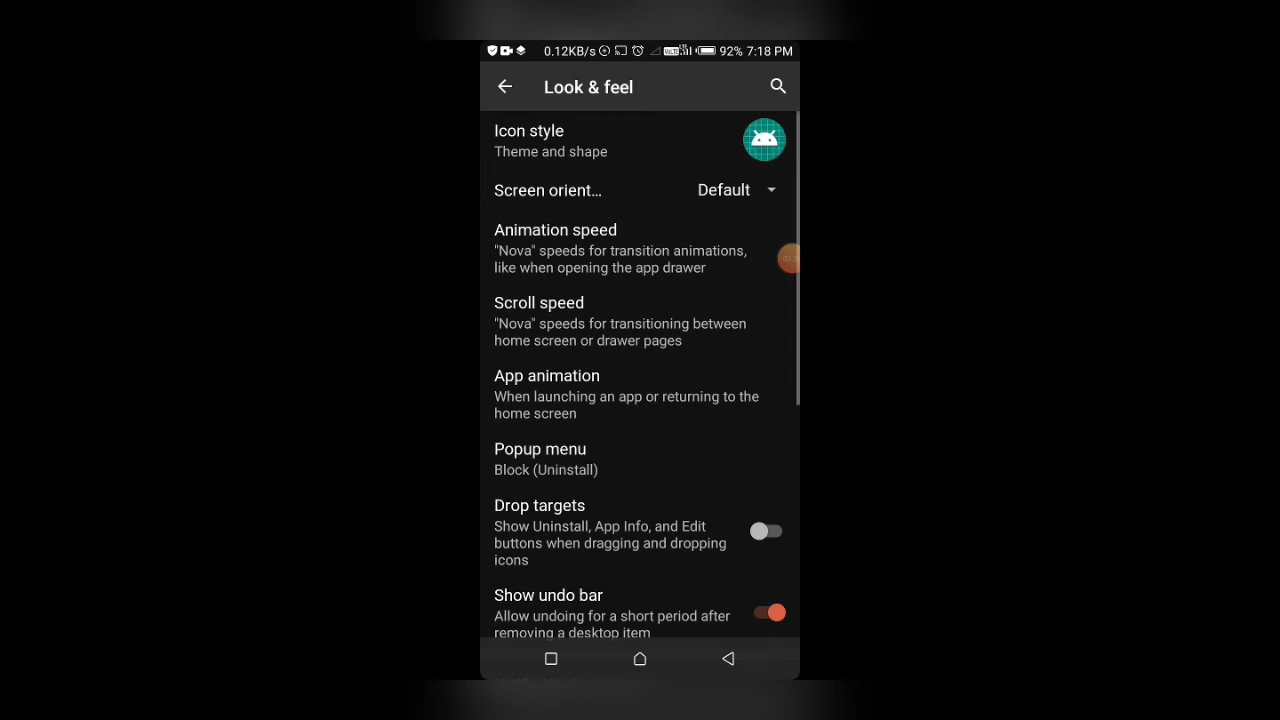 0.12KB/s 92% 7:18 PM
Look & feel
Icon style
Theme and shape
Screen orient... Default
Animation speed
"Nova" speeds for transition animations,
like when opening the app drawer
Scroll speed
"Nova" speeds for transitioning between
home screen or drawer pages
App animation
When launching an app or returning to the
home screen
Popup menu
Block (Uninstall)
Drop targets
Show Uninstall, App Info, and Edit
buttons when dragging and dropping
icons
Show undo bar
Allow undoing for a short period after
removing a desktop item